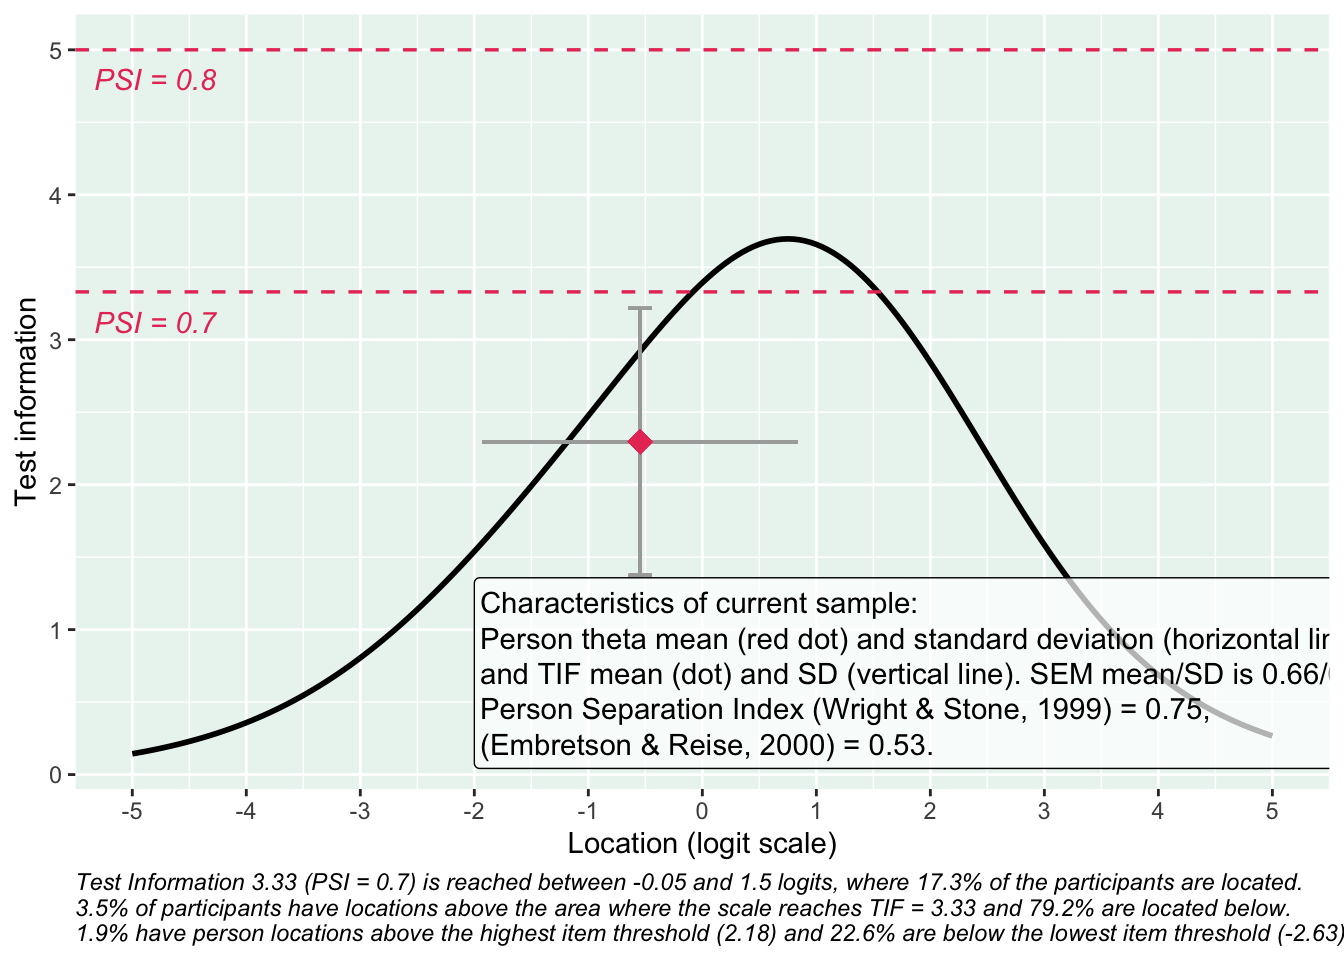 5
PSI = 0.8
4
PSI = 0.7
3
2
1
0
Test information
Characteristics of current sample:
Person theta mean (red dot) and standard deviation (horizontal
and TIF mean (dot) and SD (vertical line). SEM mean/SD is 0.66/
Person Separation Index (Wright & Stone, 1999) = 0.75,
(Embretson & Reise, 2000) = 0.53.
-5 -4 -3 -2 -1 0 1 2 3 4 5
Location (logit scale)
Test Information 3.33 (PSI = 0.7) is reached between -0.05 and 1.5 logits, where 17.3% of the participants are located.
3.5% of participants have locations above the area where the scale reaches TIF = 3.33 and 79.2% are located below.
1.9% have person locations above the highest item threshold (2.18) and 22.6% are below the lowest item threshold (-2.63)